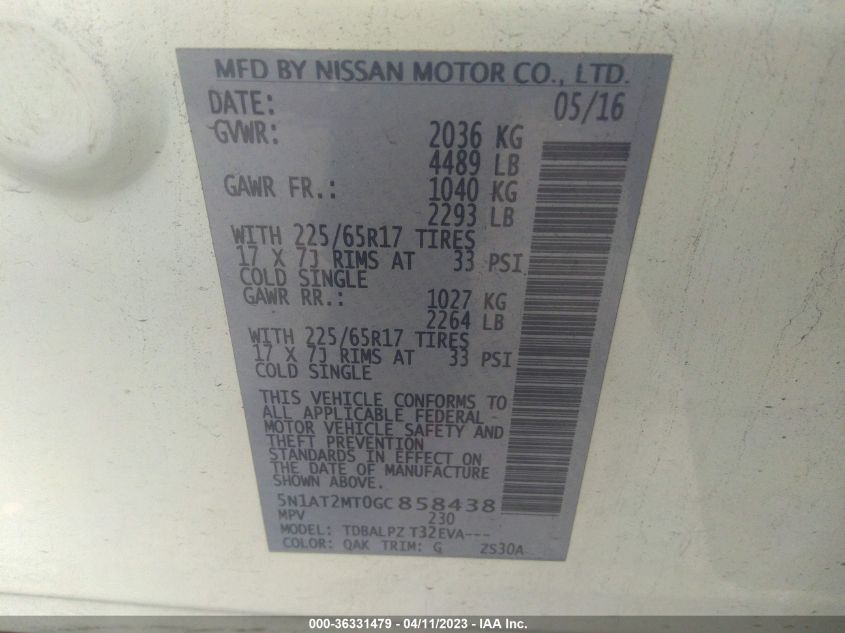 MFD BY NISSAN MOTOR CO., LTD.
DATE: 05/16
GVWR: 2036 KG
4489 LB
GAWR FR.: 1040 KG
2293 LB
WITH 225/65R17 TIRES
17 X 7J RIMS AT 33 PSI
COLD SINGLE
GAWR RR.: 1027 KG
2264 LB
WITH 225/65R17 TIRES
17 X 7J RIMS AT 33 PSI
COLD SINGLE
THIS VEHICLE CONFORMS TO
ALL APPLICABLE FEDERAL
MOTOR VEHICLE SAFETY AND
THEFT PREVENTION
STANDARDS IN EFFECT ON
THE DATE OF MANUFACTURE
SHOWN ABOVE.
5N1AT2MT0GC858438
MPV 230
MODEL: TDBALPZ T32EVA---
COLOR: QAK TRIM: G ZS30A
000-36331479 - 04/11/2023 - IAA Inc.